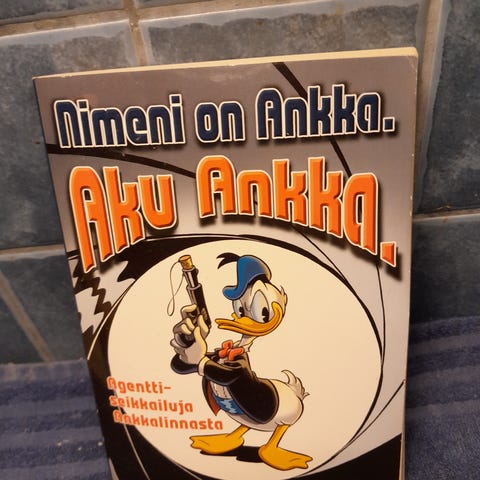 Nimeni on Ankka.
Aku Ankka.
Agentti-
seikkailuja
Ankkalinnasta